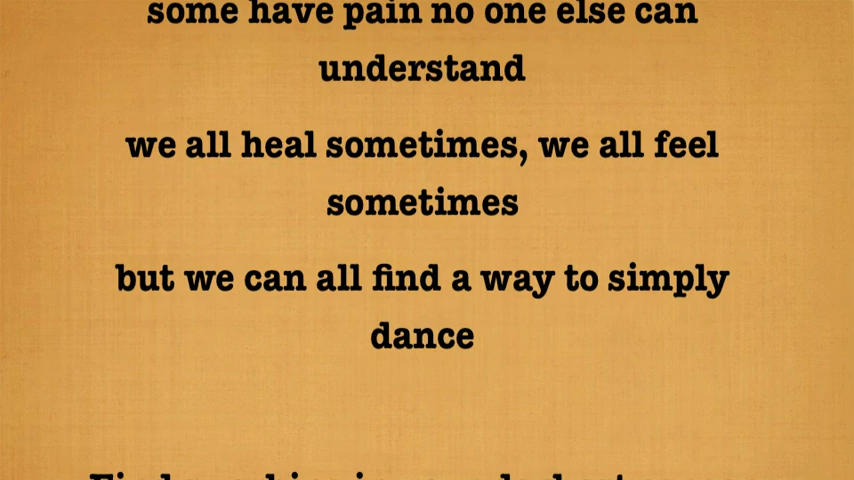 some have pain no one else can
understand
we all heal sometimes, we all feel
sometimes
but we can all find a way to simply
dance